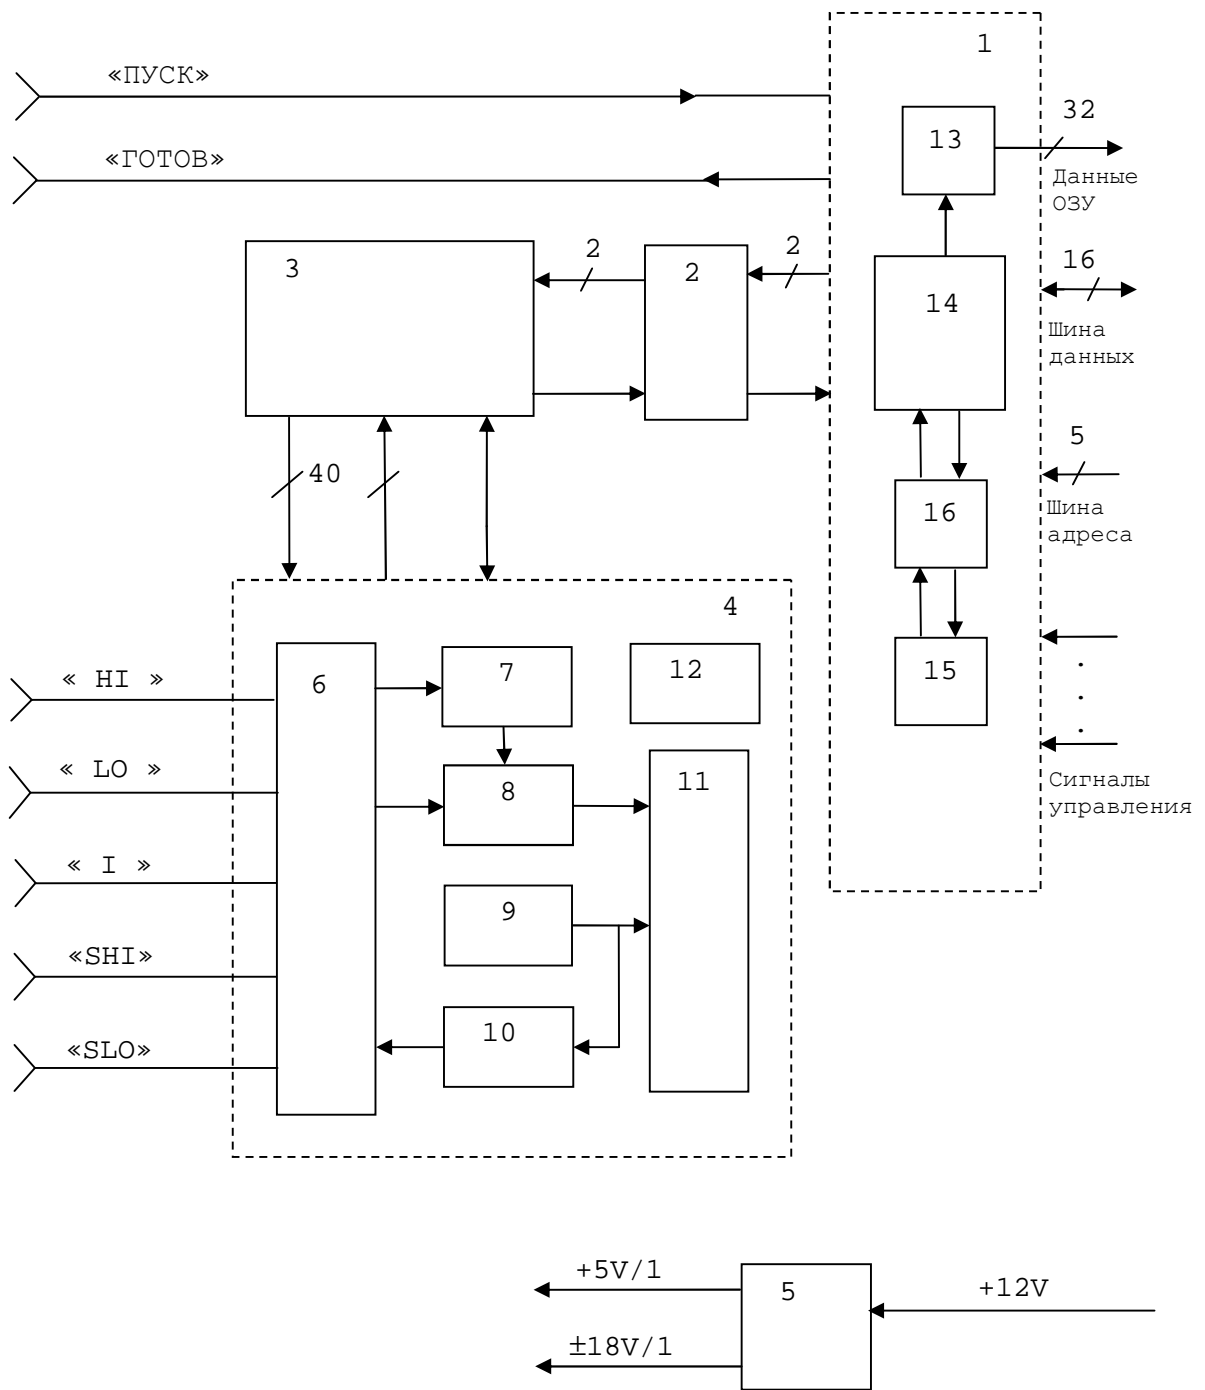 1
«ПУСК»
32
13
«ГОТОВ»
Данные
ОЗУ
2
2
16
3
2
14
Шина
данных
5
40
16
Шина
адреса
4
7
12
15
« HI »
6
.
.
.
« LO »
8
11
Сигналы
управления
« I »
9
«SHI»
10
«SLO»
+5V/1
5
+12V
±18V/1